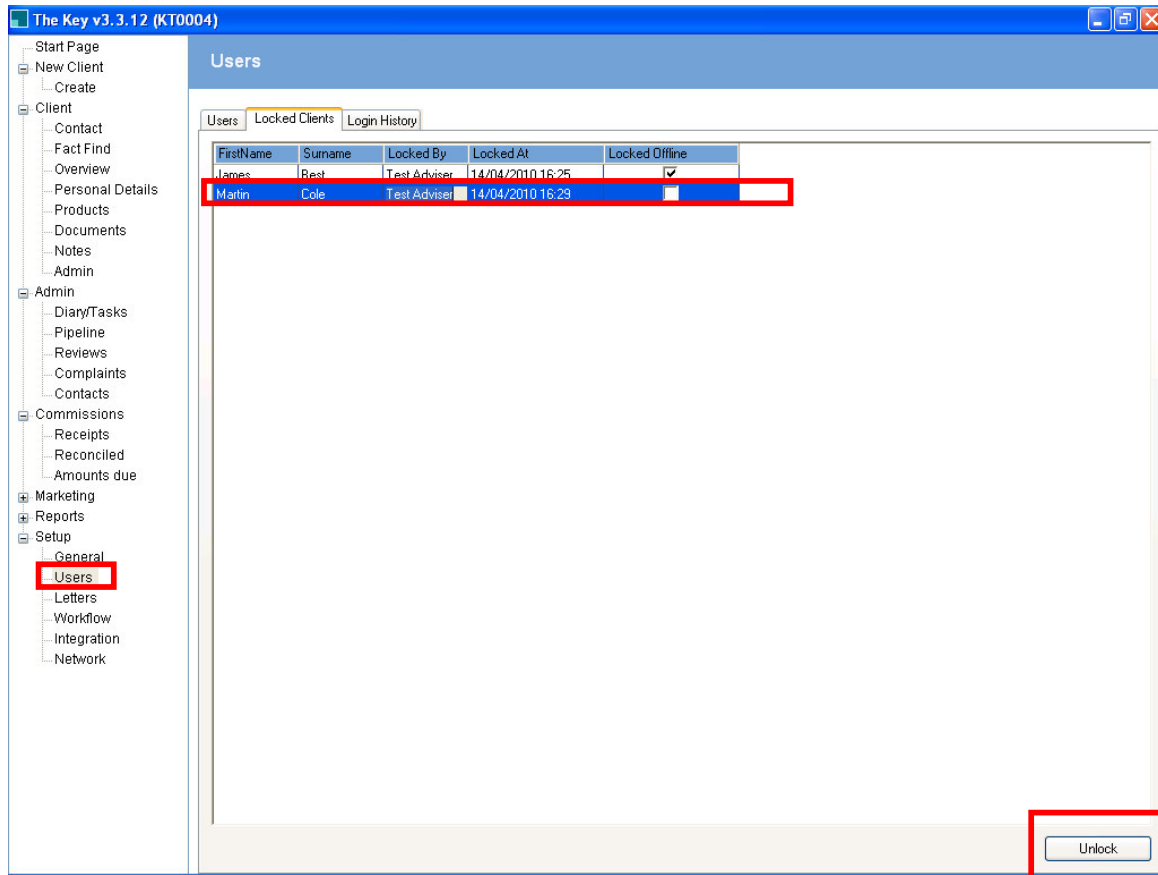 The Key v3.3.12 (KT0004)
Start Page
New Client
Create
Client
Contact
Fact Find
Overview
Personal Details
Products
Documents
Notes
Admin
Admin
Diary/Tasks
Pipeline
Reviews
Complaints
Contacts
Commissions
Receipts
Reconciled
Amounts due
Marketing
Reports
Setup
General
Users
Letters
Workflow
Integration
Network
Users
Users Locked Clients Login History
FirstName Surname Locked By Locked At Locked Offline
James Best Test Adviser 14/04/2010 16:25
Martin Cole Test Adviser 14/04/2010 16:29
Unlock